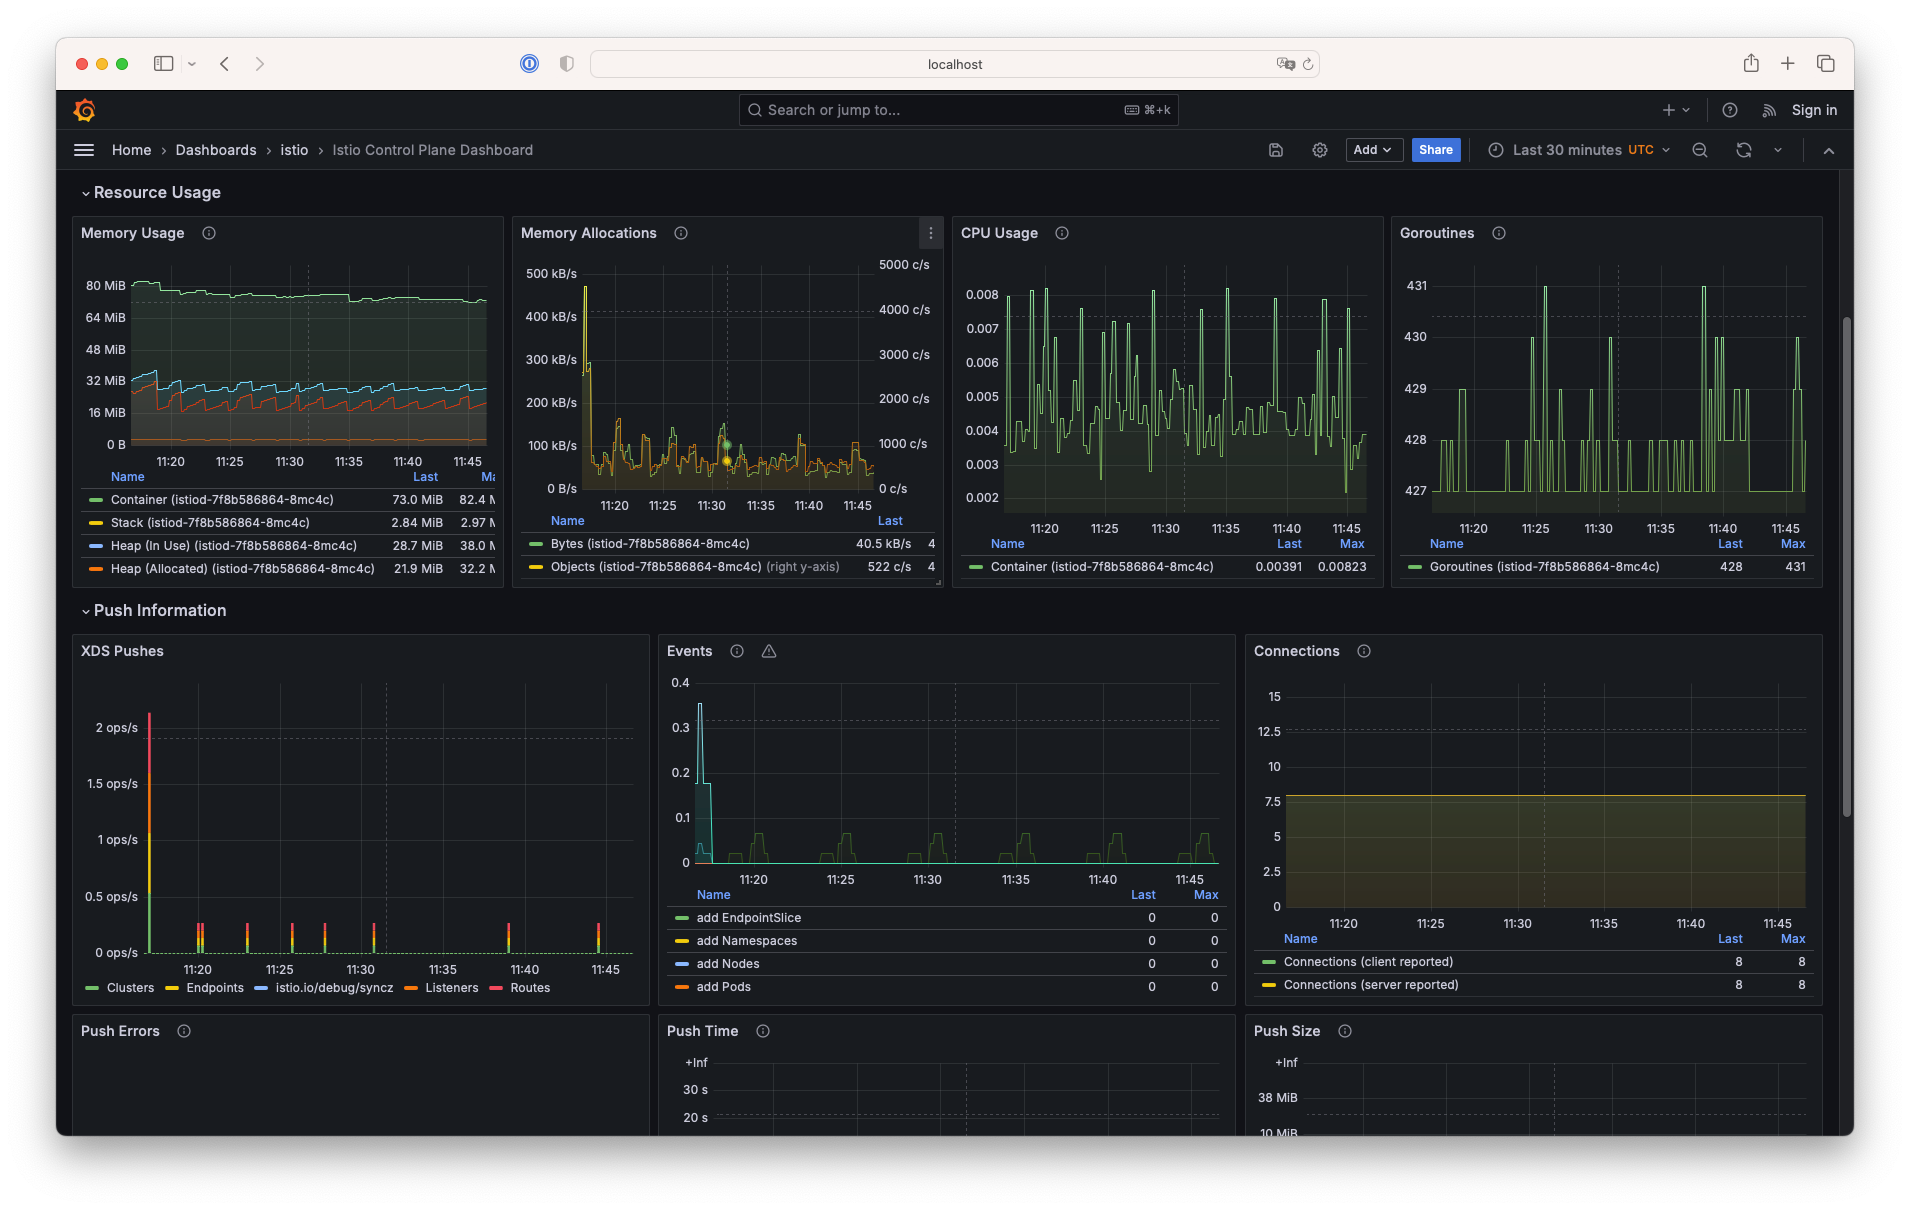 localhost
Search or jump to...
⌘+k
Sign in
Home › Dashboards › istio › Istio Control Plane Dashboard
Add
Share
Last 30 minutes UTC
Resource Usage
Memory Usage
80 MiB
64 MiB
48 MiB
32 MiB
16 MiB
0 B
11:20 11:25 11:30 11:35 11:40 11:45
Name Last Ma
Container (istiod-7f8b586864-8mc4c) 73.0 MiB 82.4 M
Stack (istiod-7f8b586864-8mc4c) 2.84 MiB 2.97 M
Heap (In Use) (istiod-7f8b586864-8mc4c) 28.7 MiB 38.0 M
Heap (Allocated) (istiod-7f8b586864-8mc4c) 21.9 MiB 32.2 M
Memory Allocations
500 kB/s
400 kB/s
300 kB/s
200 kB/s
100 kB/s
0 B/s
5000 c/s
4000 c/s
3000 c/s
2000 c/s
1000 c/s
0 c/s
11:20 11:25 11:30 11:35 11:40 11:45
Name Last
Bytes (istiod-7f8b586864-8mc4c) 40.5 kB/s 4
Objects (istiod-7f8b586864-8mc4c) (right y-axis) 522 c/s 4
CPU Usage
0.008
0.007
0.006
0.005
0.004
0.003
0.002
11:20 11:25 11:30 11:35 11:40 11:45
Name Last Max
Container (istiod-7f8b586864-8mc4c) 0.00391 0.00823
Goroutines
431
430
429
428
427
11:20 11:25 11:30 11:35 11:40 11:45
Name Last Max
Goroutines (istiod-7f8b586864-8mc4c) 428 431
Push Information
XDS Pushes
2 ops/s
1.5 ops/s
1 ops/s
0.5 ops/s
0 ops/s
11:20 11:25 11:30 11:35 11:40 11:45
Clusters Endpoints istio.io/debug/syncz Listeners Routes
Events
0.4
0.3
0.2
0.1
0
11:20 11:25 11:30 11:35 11:40 11:45
Name Last Max
add EndpointSlice 0 0
add Namespaces 0 0
add Nodes 0 0
add Pods 0 0
Connections
15
12.5
10
7.5
5
2.5
0
11:20 11:25 11:30 11:35 11:40 11:45
Name Last Max
Connections (client reported) 8 8
Connections (server reported) 8 8
Push Errors
Push Time
+Inf
30 s
20 s
Push Size
+Inf
38 MiB
10 MiB